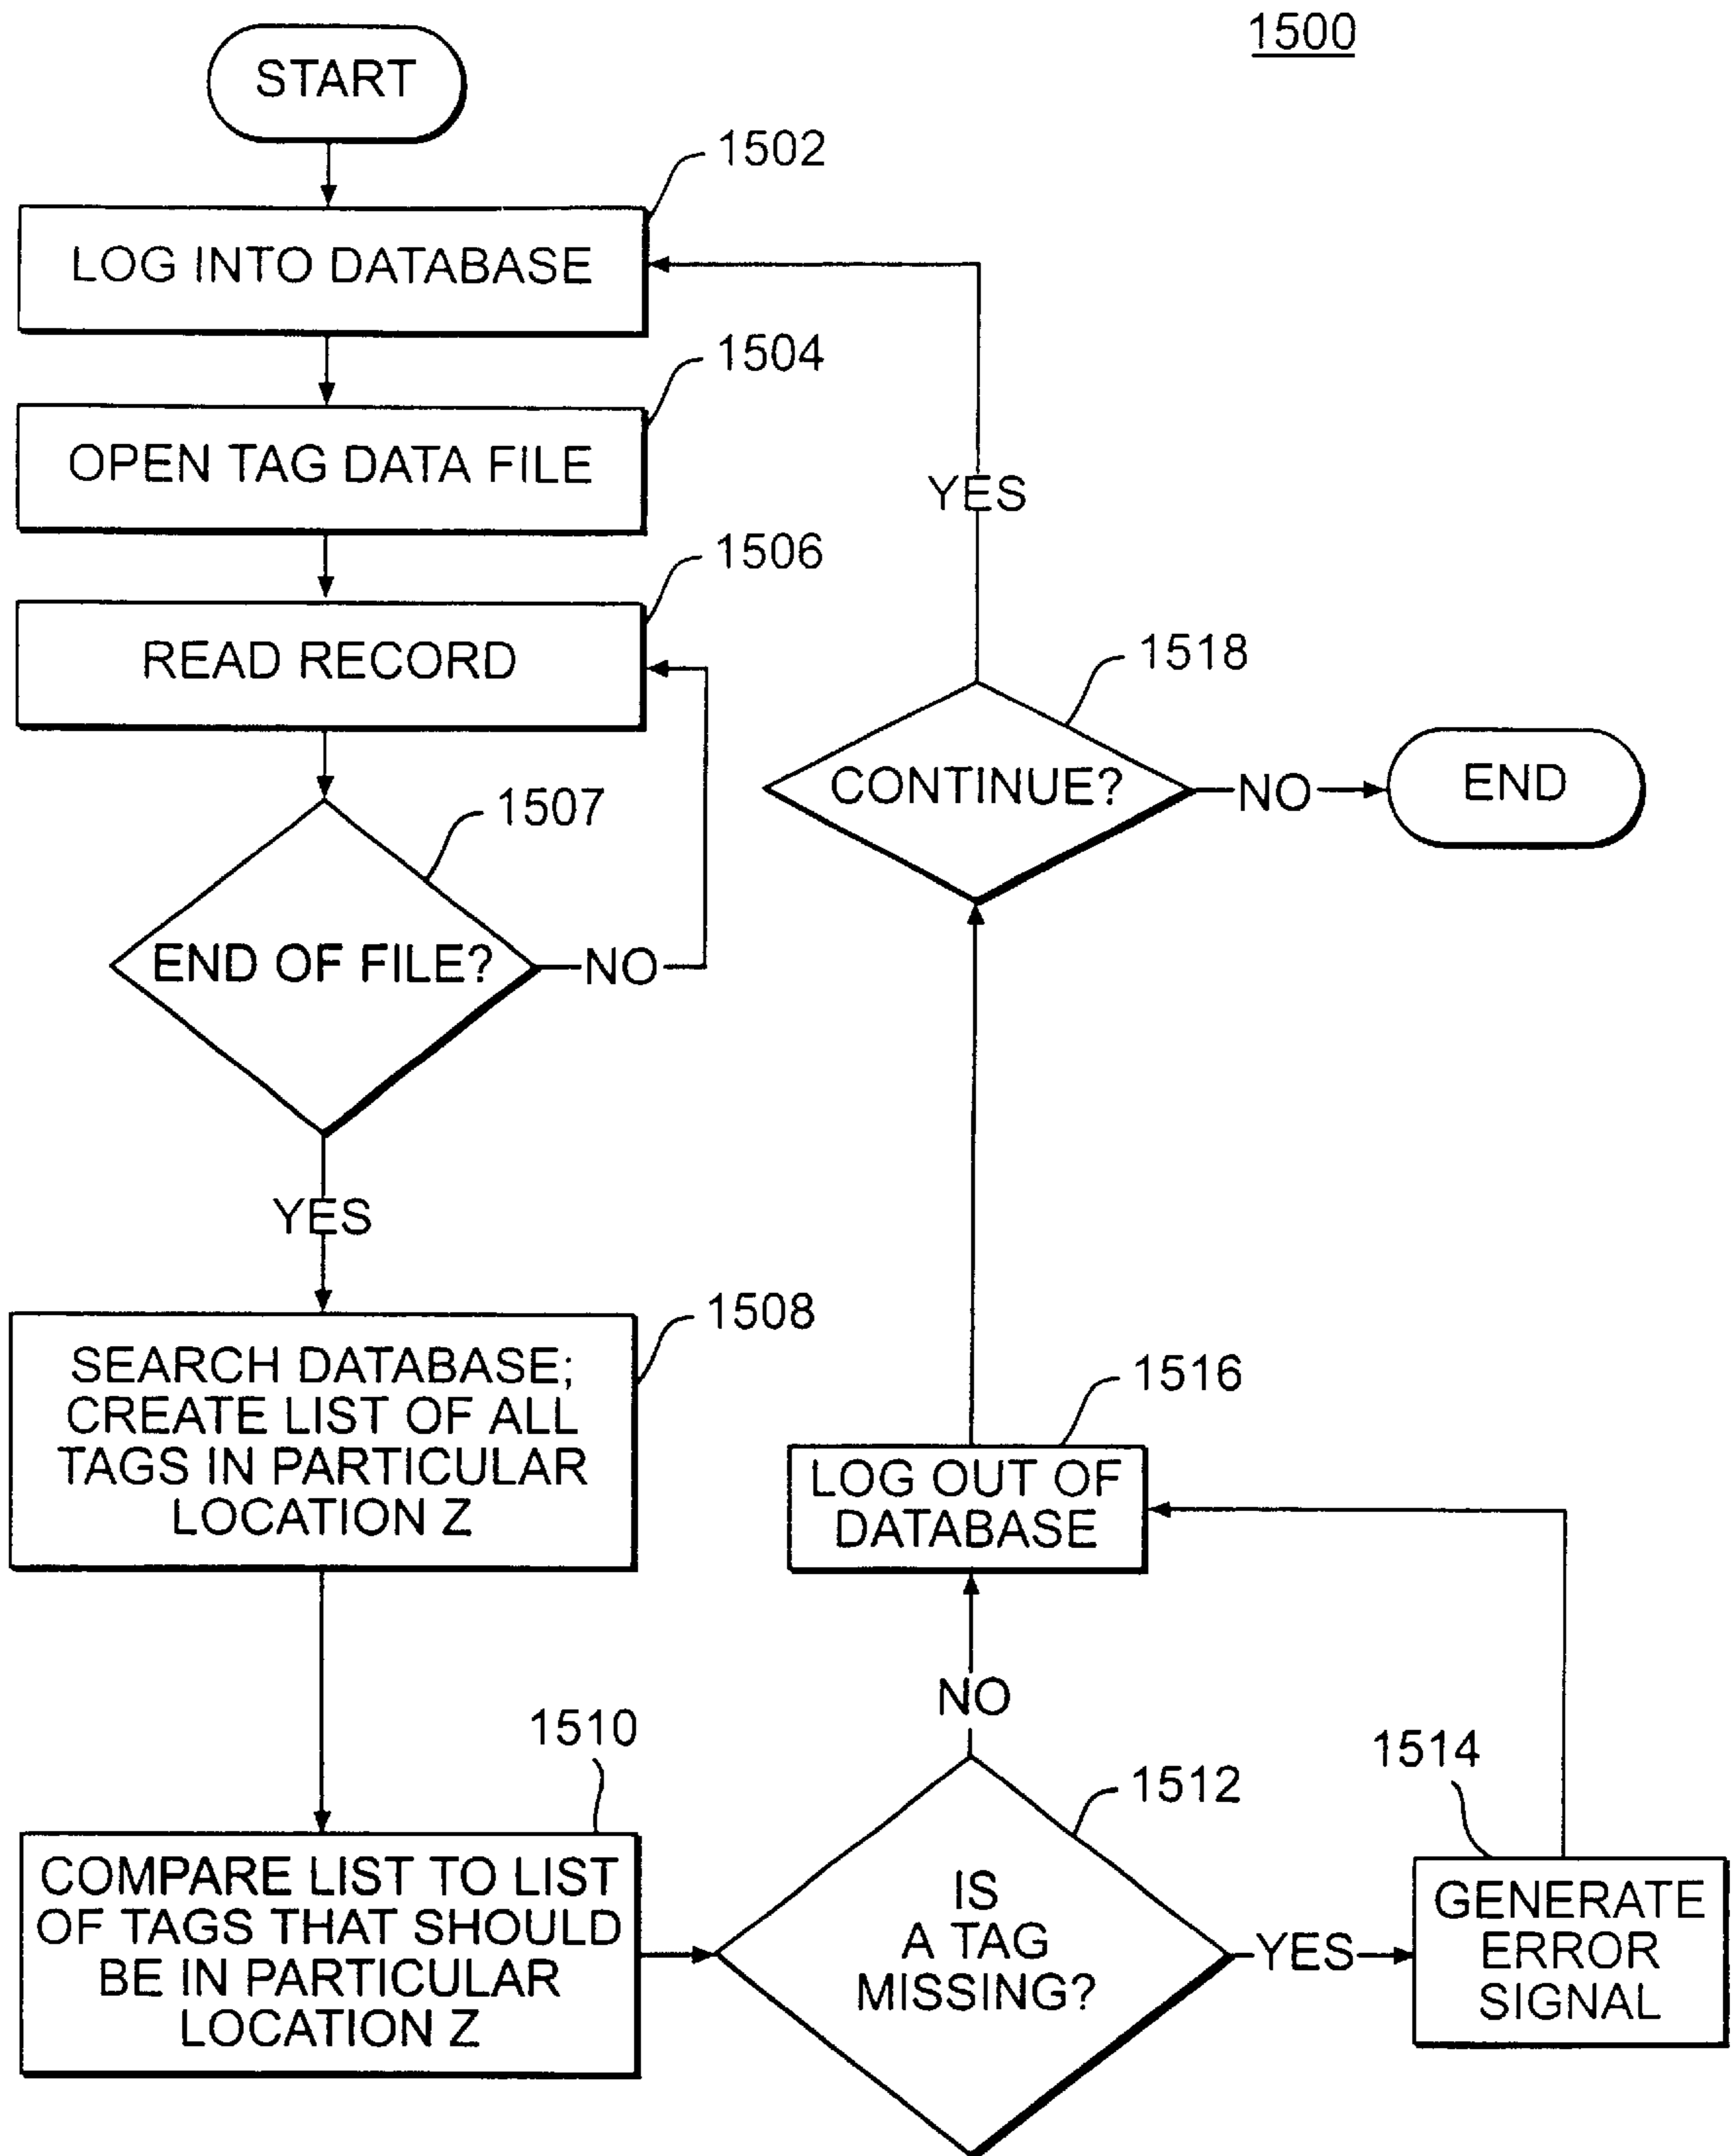 1500
START
1502
LOG INTO DATABASE
1504
OPEN TAG DATA FILE
1506
READ RECORD
1507
END OF FILE?
NO
YES
1508
SEARCH DATABASE;
CREATE LIST OF ALL
TAGS IN PARTICULAR
LOCATION Z
1510
COMPARE LIST TO LIST
OF TAGS THAT SHOULD
BE IN PARTICULAR
LOCATION Z
1512
IS
A TAG
MISSING?
YES
1514
GENERATE
ERROR
SIGNAL
NO
1516
LOG OUT OF
DATABASE
1518
CONTINUE?
NO
END
YES